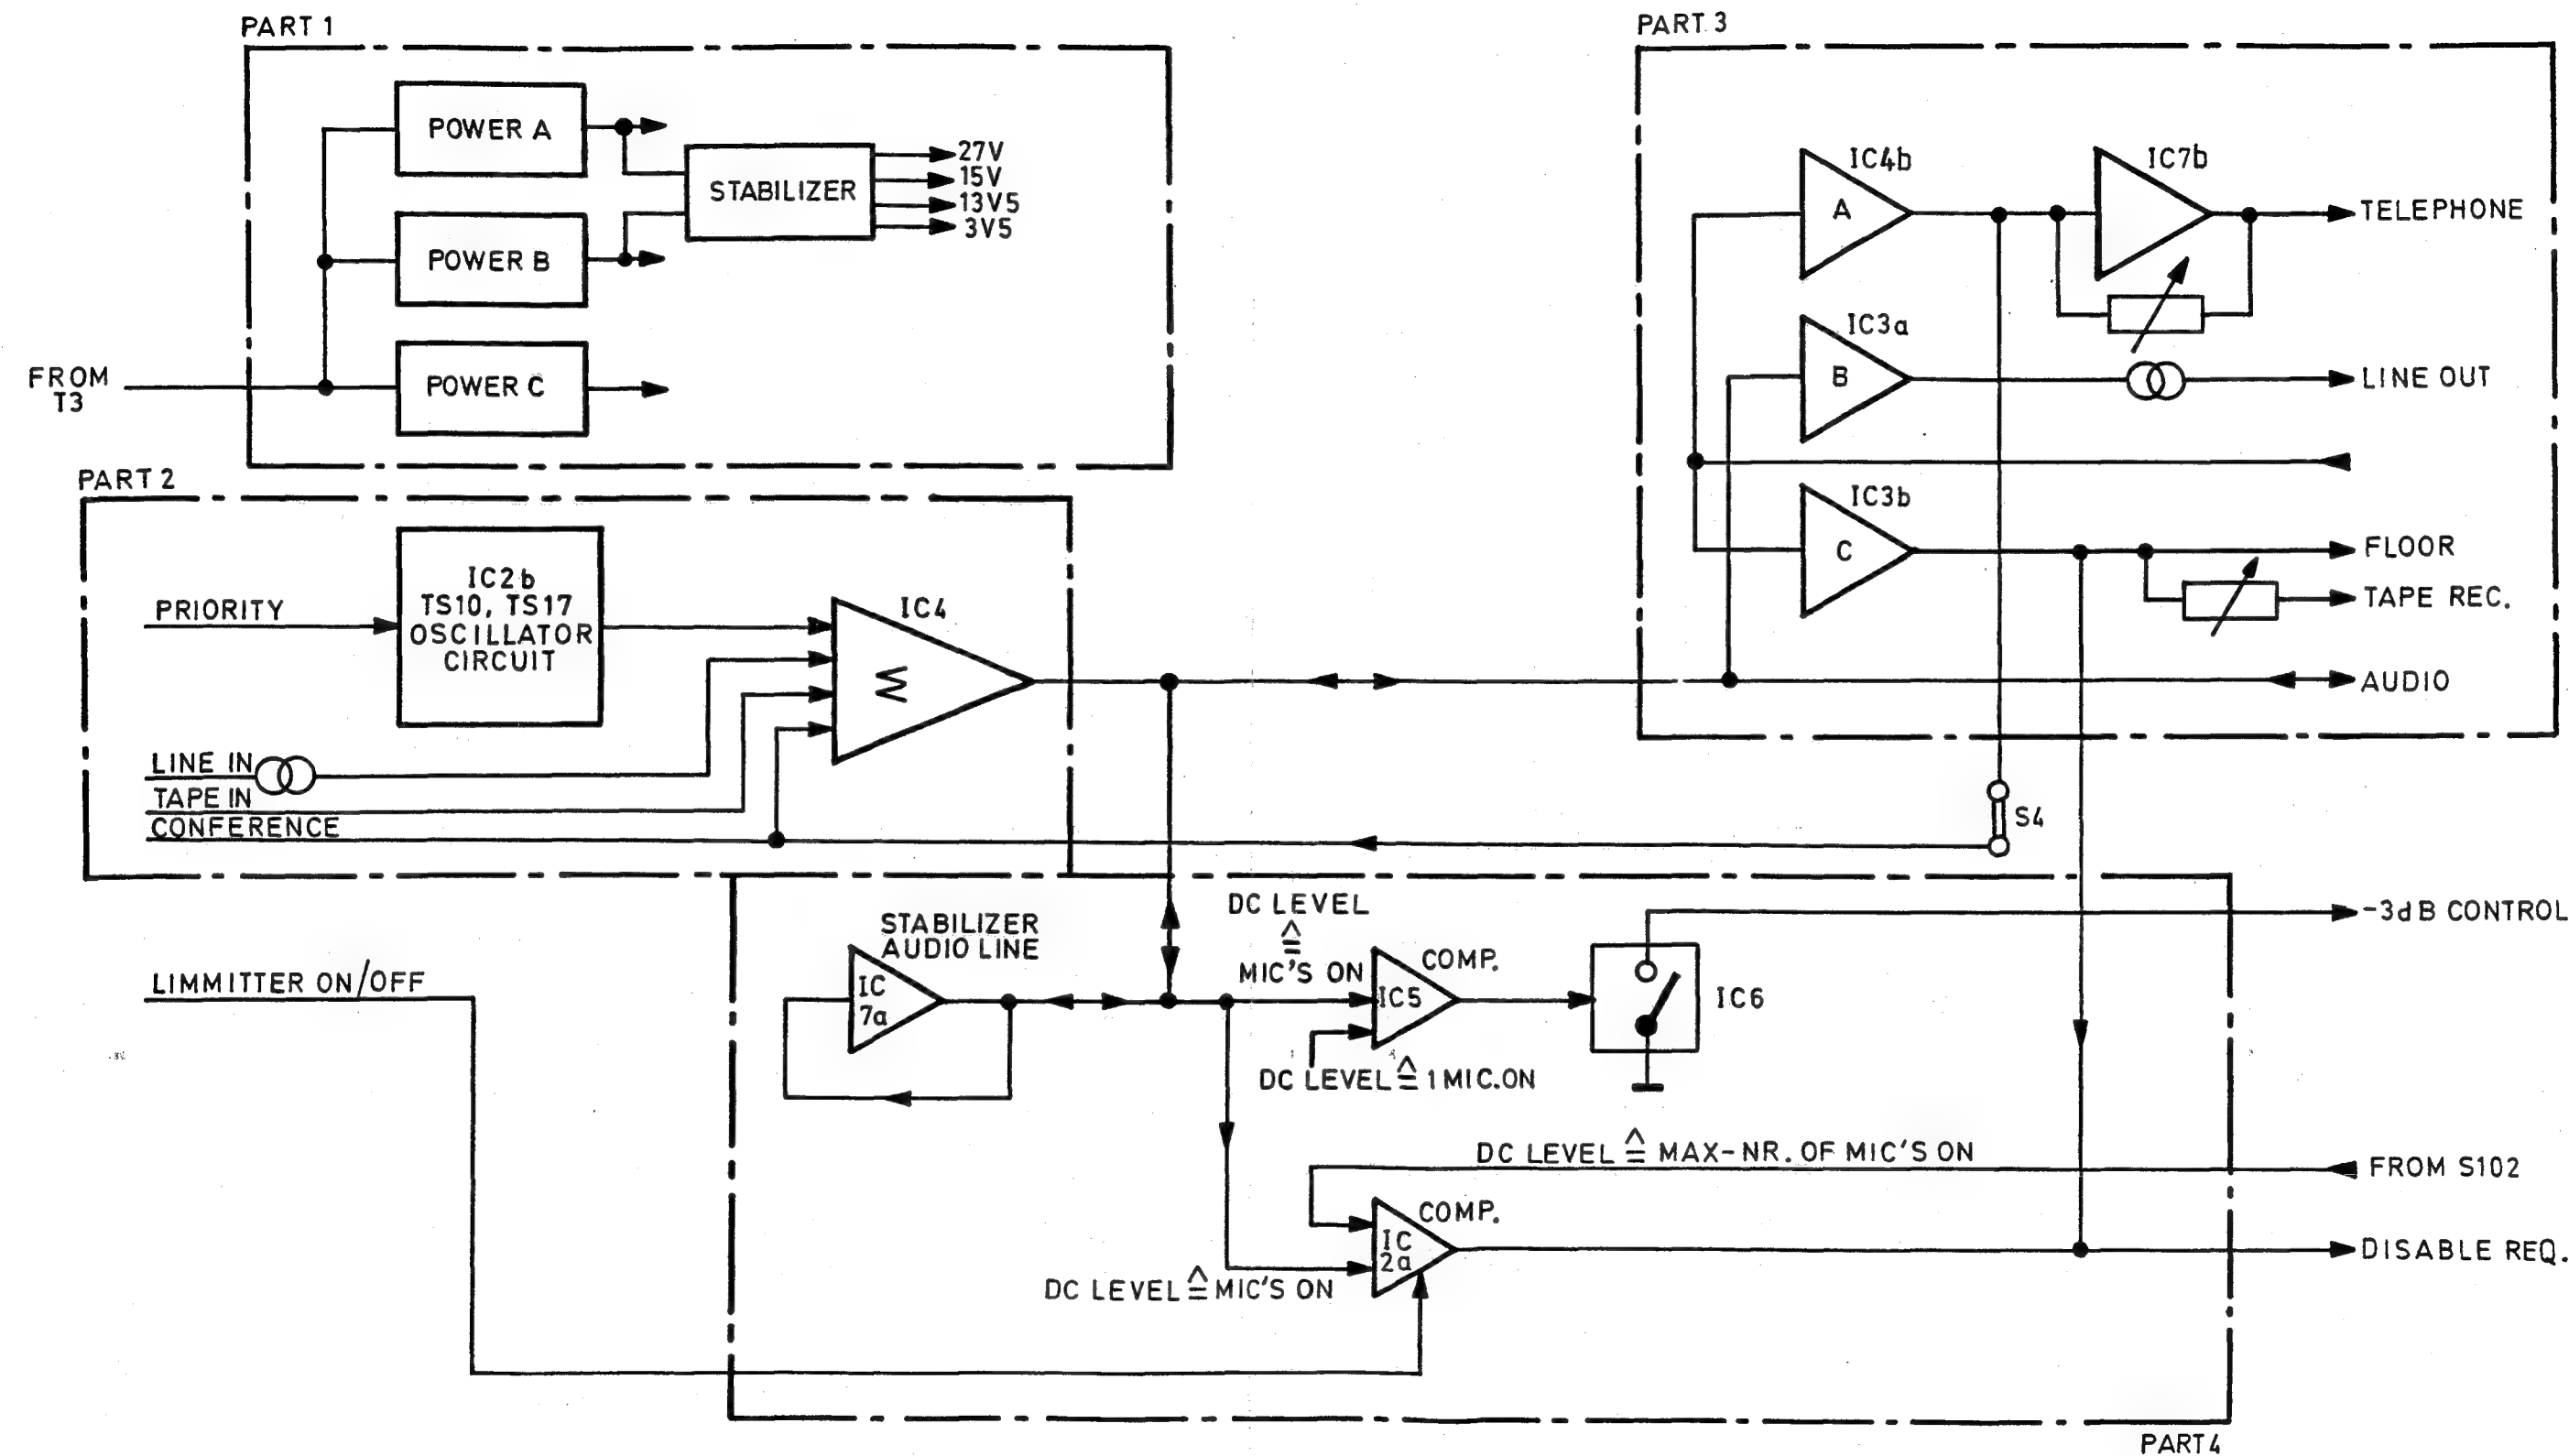 PART 1
POWER A
POWER B
POWER C
STABILIZER
27V
15V
13V5
3V5
FROM
T3
PART 2
PRIORITY
IC2b
TS10, TS17
OSCILLATOR
CIRCUIT
IC4
LINE IN
TAPE IN
CONFERENCE
PART 3
IC4b
A
IC7b
TELEPHONE
IC3a
B
LINE OUT
IC3b
C
FLOOR
TAPE REC.
AUDIO
S4
STABILIZER
AUDIO LINE
IC
7a
DC LEVEL
≙
MIC'S ON
COMP.
IC5
IC6
-3dB CONTROL
DC LEVEL ≙ 1 MIC.ON
LIMMITTER ON/OFF
DC LEVEL ≙ MAX-NR. OF MIC'S ON
FROM S102
COMP.
IC
2a
DISABLE REQ.
DC LEVEL ≙ MIC'S ON
PART 4